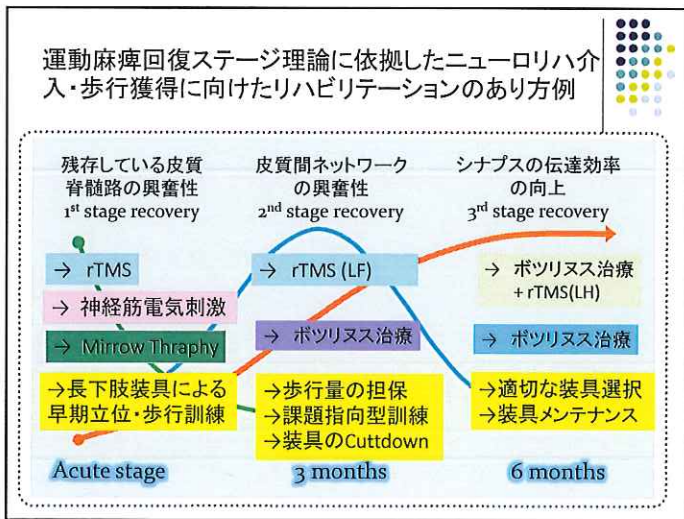 運動麻痺回復ステージ理論に依拠したニューロリハ介
入・歩行獲得に向けたリハビリテーションのあり方例
残存している皮質
脊髄路の興奮性
1st stage recovery
皮質間ネットワーク
の興奮性
2nd stage recovery
シナプスの伝達効率
の向上
3rd stage recovery
→ rTMS
→ 神経筋電気刺激
→ Mirrow Thraphy
→長下肢装具による
早期立位・歩行訓練
→ rTMS (LF)
→ ボツリヌス治療
→歩行量の担保
→課題指向型訓練
→装具のCuttdown
→ ボツリヌス治療
+ rTMS(LH)
→ ボツリヌス治療
→適切な装具選択
→装具メンテナンス
Acute stage
3 months
6 months